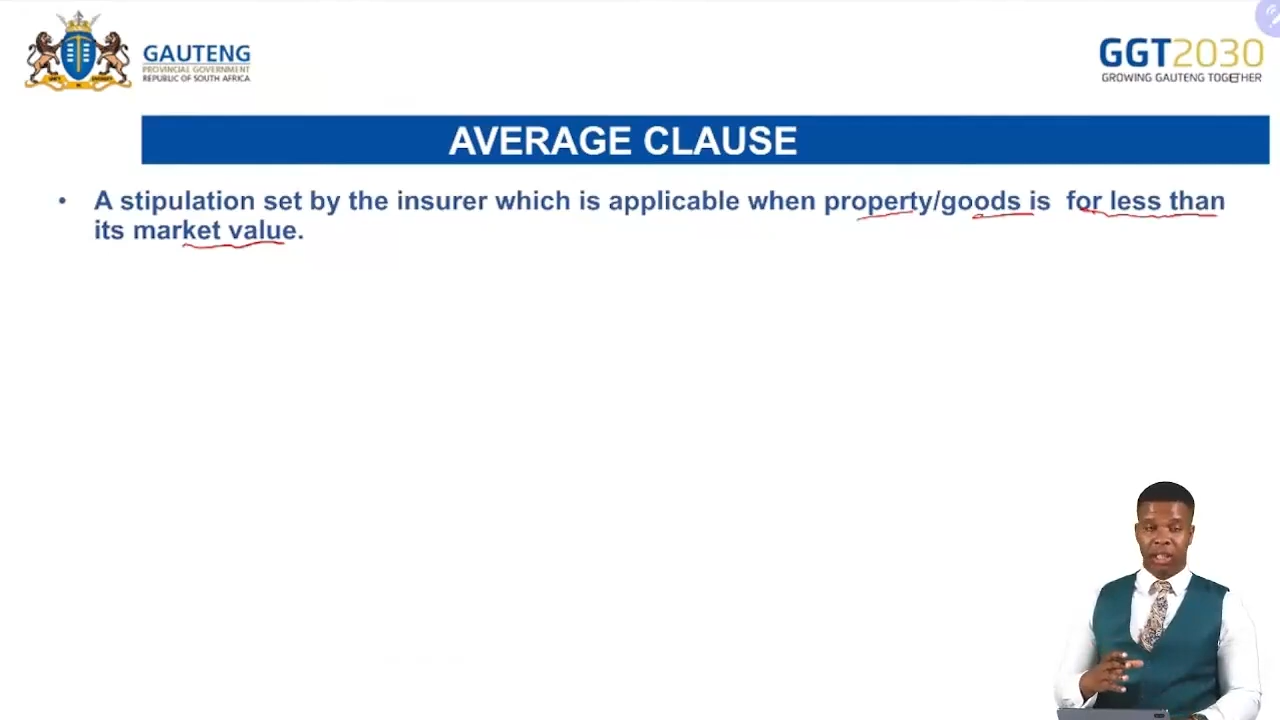 GAUTENG
PROVINCIAL GOVERNMENT
REPUBLIC OF SOUTH AFRICA
GGT2030
GROWING GAUTENG TOGETHER
AVERAGE CLAUSE
• A stipulation set by the insurer which is applicable when property/goods is for less than
its market value.